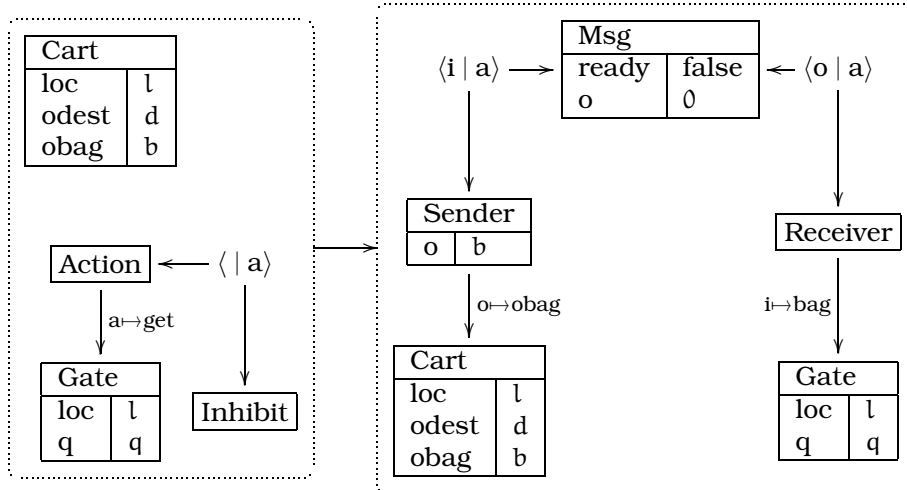 Cart
loc l
odest d
obag b
Action ⟨ | a⟩
a↦get
Gate
loc l
q q
Inhibit
Msg
ready false
o 0
⟨i | a⟩
⟨o | a⟩
Sender
o b
Receiver
o↦obag
i↦bag
Cart
loc l
odest d
obag b
Gate
loc l
q q